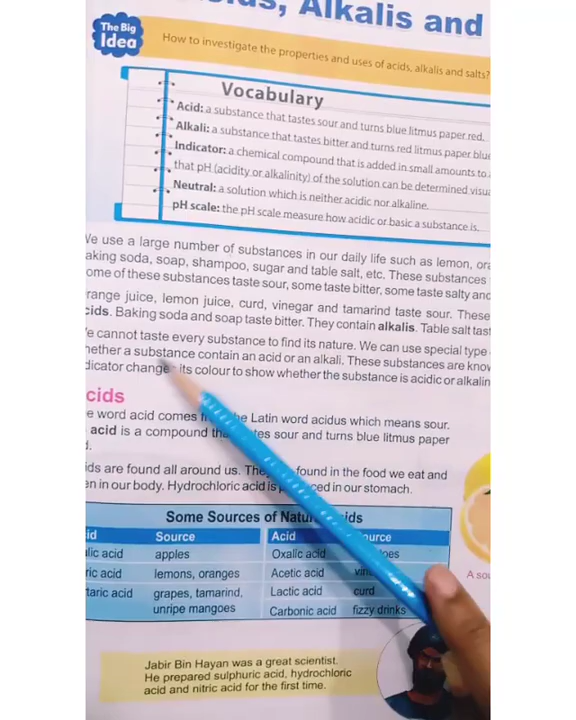 Alkalis and
The Big
Idea
How to investigate the properties and uses of acids, alkalis and salts?
Vocabulary
Acid: a substance that tastes sour and turns blue litmus paper red.
Alkali: a substance that tastes bitter and turns red litmus paper blue
Indicator: a chemical compound that is added in small amounts to
that pH (acidity or alkalinity) of the solution can be determined visua
Neutral: a solution which is neither acidic nor alkaline.
pH scale: the pH scale measure how acidic or basic a substance is.
We use a large number of substances in our daily life such as lemon, ora
aking soda, soap, shampoo, sugar and table salt, etc. These substances
ome of these substances taste sour, some taste bitter, some taste salty and
range juice, lemon juice, curd, vinegar and tamarind taste sour. These
cids. Baking soda and soap taste bitter. They contain alkalis. Table salt tast
e cannot taste every substance to find its nature. We can use special type
hether a substance contain an acid or an alkali. These substances are know
dicator change its colour to show whether the substance is acidic or alkalin
cids
e word acid comes the Latin word acidus which means sour.
acid is a compound tastes sour and turns blue litmus paper
d.
ids are found all around us. found in the food we eat and
en in our body. Hydrochloric acid is in our stomach.
Some Sources of Natu ds
id Source Acid ource
lic acid apples Oxalic acid toes
ric acid lemons, oranges Acetic acid vin
taric acid grapes, tamarind, Lactic acid curd
unripe mangoes Carbonic acid fizzy drinks
A sou
Jabir Bin Hayan was a great scientist.
He prepared sulphuric acid, hydrochloric
acid and nitric acid for the first time.